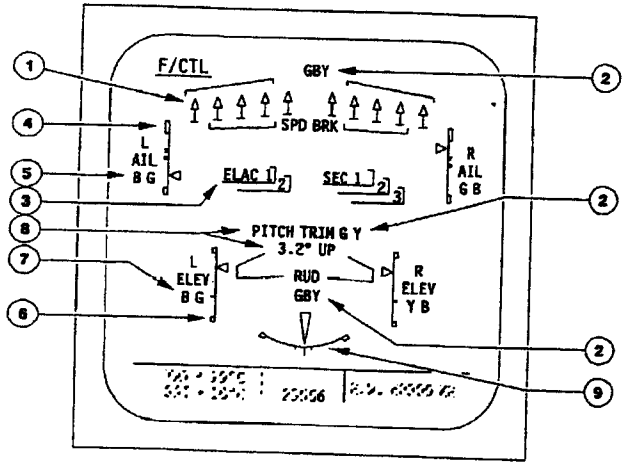 F/CTL
GBY
2
1
SPD BRK
4
L
AIL
B G
R
AIL
G B
5
3
ELAC 1
2
SEC 1
2
3
2
8
PITCH TRIM G Y
3.2° UP
7
L
ELEV
B G
RUD
GBY
R
ELEV
Y B
6
2
9